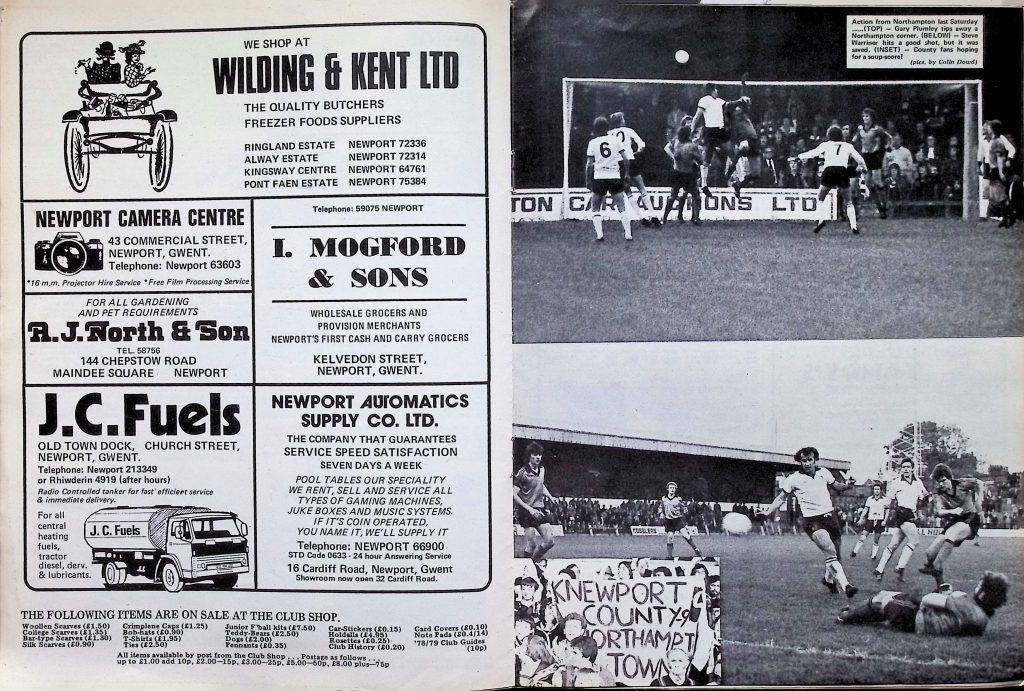 WE SHOP AT
WILDING & KENT LTD
THE QUALITY BUTCHERS
FREEZER FOODS SUPPLIERS
RINGLAND ESTATE NEWPORT 72336
ALWAY ESTATE NEWPORT 72314
KINGSWAY CENTRE NEWPORT 64761
PONT FAEN ESTATE NEWPORT 75384
NEWPORT CAMERA CENTRE
43 COMMERCIAL STREET,
NEWPORT, GWENT.
Telephone: Newport 63603
*16 m.m. Projector Hire Service *Free Film Processing Service
FOR ALL GARDENING
AND PET REQUIREMENTS
A.J.North & Son
TEL. 58756
144 CHEPSTOW ROAD
MAINDEE SQUARE NEWPORT
Telephone: 59075 NEWPORT
I. MOGFORD
& SONS
WHOLESALE GROCERS AND
PROVISION MERCHANTS
NEWPORT'S FIRST CASH AND CARRY GROCERS
KELVEDON STREET,
NEWPORT, GWENT.
J.C.Fuels
OLD TOWN DOCK, CHURCH STREET,
NEWPORT, GWENT.
Telephone: Newport 213349
or Rhiwderin 4919 (after hours)
Radio Controlled tanker for fast efficieet service
& immediate delivery.
For all
central
heating
fuels,
tractor
diesel, derv.
& lubricants.
J. C. Fuels
NEWPORT AUTOMATICS
SUPPLY CO. LTD.
THE COMPANY THAT GUARANTEES
SERVICE SPEED SATISFACTION
SEVEN DAYS A WEEK
POOL TABLES OUR SPECIALITY
WE RENT, SELL AND SERVICE ALL
TYPES OF GAMING MACHINES,
JUKE BOXES AND MUSIC SYSTEMS.
IF IT'S COIN OPERATED,
YOU NAME IT, WE'LL SUPPLY IT
Telephone: NEWPORT 66900
STD Code 0633 - 24 hour Answering Service
16 Cardiff Road, Newport, Gwent
Showroom now open 32 Cardiff Road.
THE FOLLOWING ITEMS ARE ON SALE AT THE CLUB SHOP.
Woollen Scarves (£1.50) Crimplene Caps (£1.25) Junior F'ball kits (£7.50) Car-Stickers (£0.15) Card Covers (£0.10)
College Scarves (£1.35) Bob-hats (£0.90) Teddy-Bears (£2.50) Holdalls (£4.95) Note Pads (£0.4/14)
Bar-type Scarves (£1.30) T-Shirts (£1.95) Dogs (£2.00) Rosettes (£0.25) '78/79 Club Guides
Silk Scarves (£0.90) Ties (£2.50) Pennants (£0.35) Club History (£0.20) (10p)
All items available by post from the Club Shop . . . Postage as follows . . .
up to £1.00 add 10p, £2.00—15p, £3.00—25p, £5.00—50p, £8.00 plus—75p
Action from Northampton last Saturday
.....(TOP) — Gary Plumley tips away a
Northampton corner. (BELOW) — Steve
Warriner hits a good shot, but it was
saved. (INSET) — County fans hoping
for a soup-score!
(pics. by Colin Dowd)
6
7
TON CAR AUCTIONS LTD
COBBLERS
KNEWPORT
COUNTY-9
NORTHAMPT
TOWN